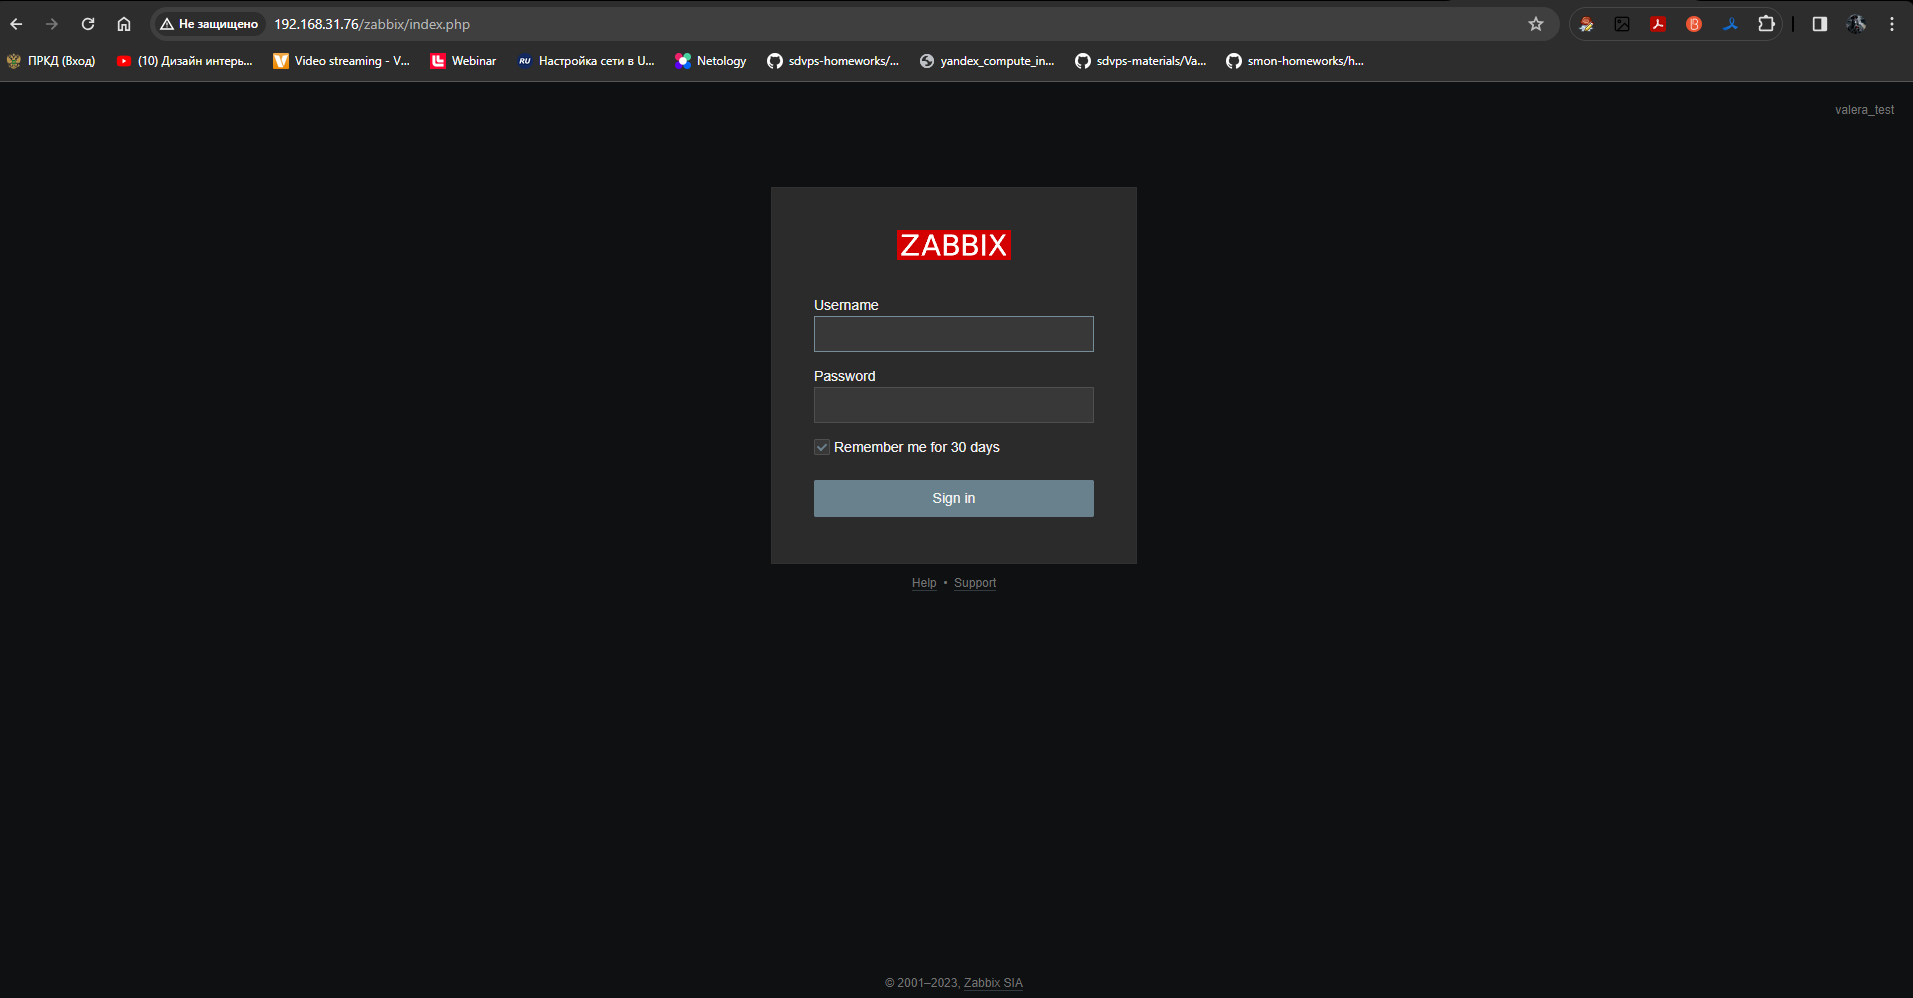 Не защищено 192.168.31.76/zabbix/index.php
ПРКД (Вход) (10) Дизайн интерь... Video streaming - V... Webinar RU Настройка сети в U... Netology sdvps-homeworks/... yandex_compute_in... sdvps-materials/Va... smon-homeworks/h...
valera_test
ZABBIX
Username
Password
Remember me for 30 days
Sign in
Help • Support
© 2001–2023, Zabbix SIA